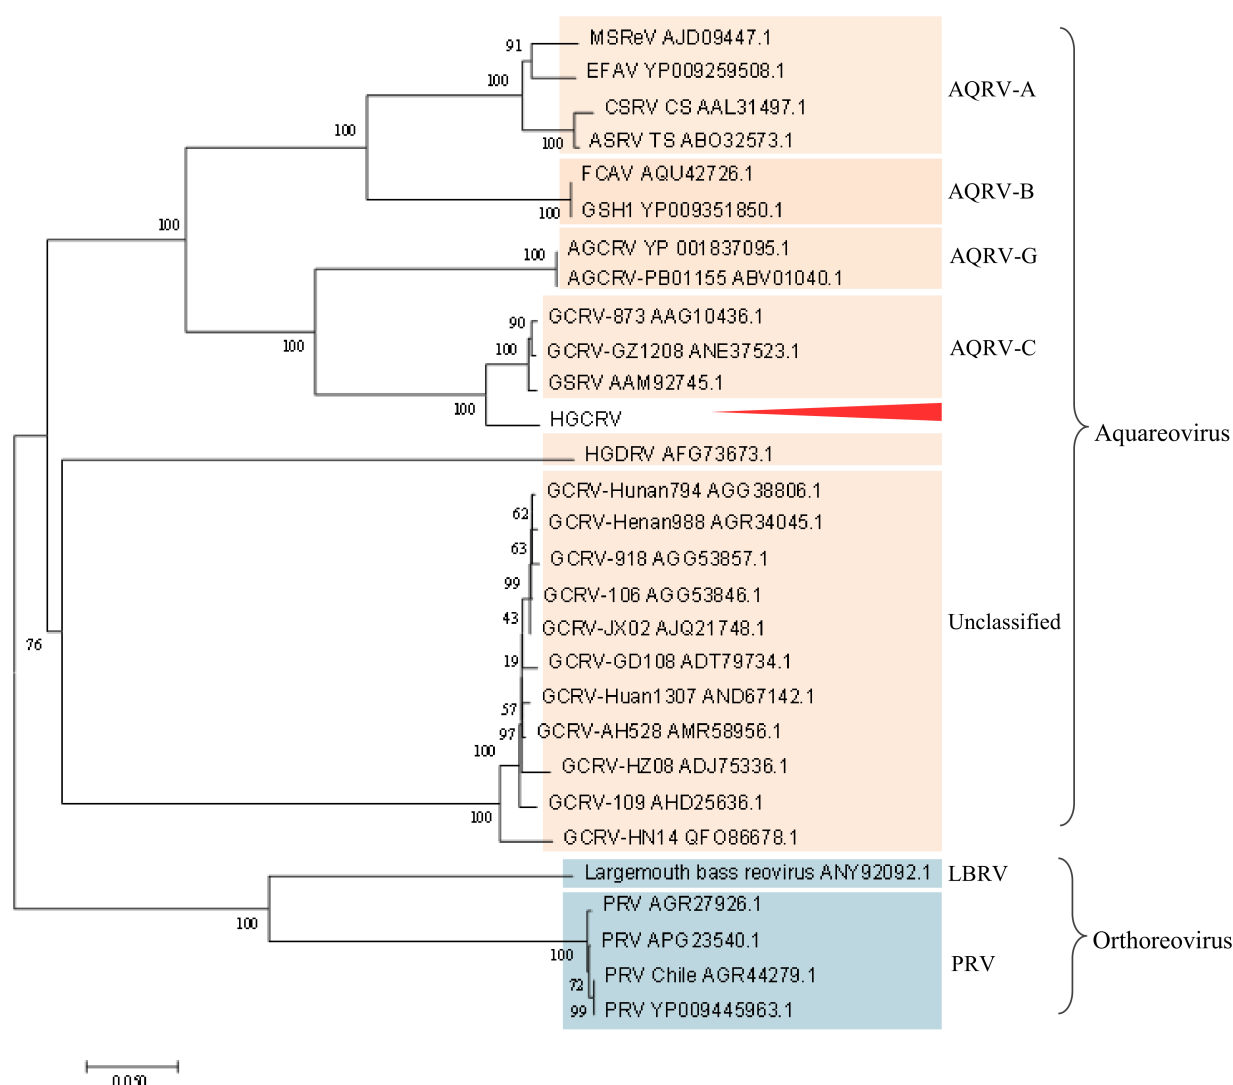 91
MSReV AJD09447.1
EFAV YP009259508.1
100
CSRV CS AAL31497.1
AQRV-A
100
100
ASRV TS ABO32573.1
FCAV AQU42726.1
AQRV-B
100
GSH1 YP009351850.1
100
100
AGCRV YP 001837095.1
AQRV-G
AGCRV-PB01155 ABV01040.1
90
GCRV-873 AAG10436.1
100
100
GCRV-GZ1208 ANE37523.1
AQRV-C
GSRV AAM92745.1
100
HGCRV
Aquareovirus
HGDRV AFG73673.1
GCRV-Hunan794 AGG38806.1
62
GCRV-Henan988 AGR34045.1
63
GCRV-918 AGG53857.1
99
GCRV-106 AGG53846.1
43
GCRV-JX02 AJQ21748.1
Unclassified
76
19
GCRV-GD108 ADT79734.1
GCRV-Huan1307 AND67142.1
57
97
GCRV-AH528 AMR58956.1
100
GCRV-HZ08 ADJ75336.1
GCRV-109 AHD25636.1
100
GCRV-HN14 QFO86678.1
Largemouth bass reovirus ANY92092.1
LBRV
PRV AGR27926.1
100
PRV APG23540.1
Orthoreovirus
100
PRV
PRV Chile AGR44279.1
72
99
PRV YP009445963.1
0.050